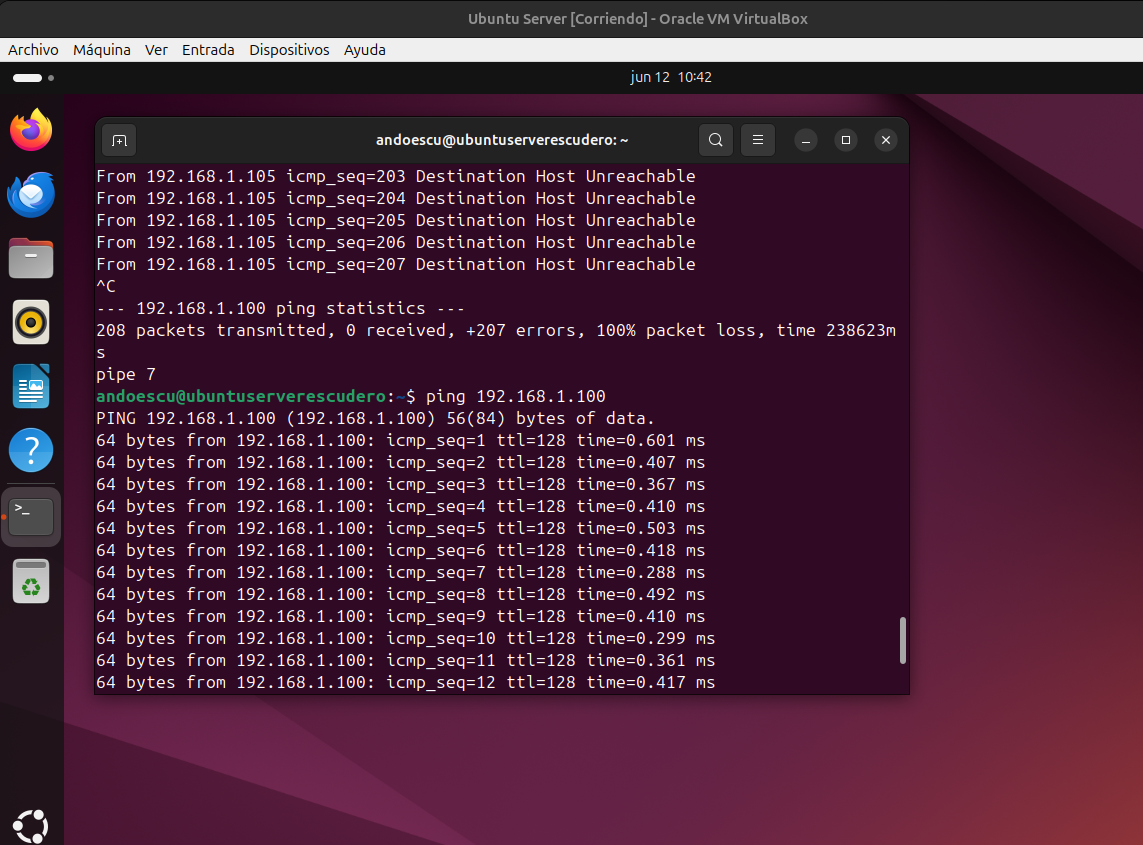 Ubuntu Server [Corriendo] - Oracle VM VirtualBox
Archivo Máquina Ver Entrada Dispositivos Ayuda
jun 12 10:42
andoescu@ubuntuserverescudero: ~
From 192.168.1.105 icmp_seq=203 Destination Host Unreachable
From 192.168.1.105 icmp_seq=204 Destination Host Unreachable
From 192.168.1.105 icmp_seq=205 Destination Host Unreachable
From 192.168.1.105 icmp_seq=206 Destination Host Unreachable
From 192.168.1.105 icmp_seq=207 Destination Host Unreachable
^C
--- 192.168.1.100 ping statistics ---
208 packets transmitted, 0 received, +207 errors, 100% packet loss, time 238623m
s
pipe 7
andoescu@ubuntuserverescudero:~$ ping 192.168.1.100
PING 192.168.1.100 (192.168.1.100) 56(84) bytes of data.
64 bytes from 192.168.1.100: icmp_seq=1 ttl=128 time=0.601 ms
64 bytes from 192.168.1.100: icmp_seq=2 ttl=128 time=0.407 ms
64 bytes from 192.168.1.100: icmp_seq=3 ttl=128 time=0.367 ms
64 bytes from 192.168.1.100: icmp_seq=4 ttl=128 time=0.410 ms
64 bytes from 192.168.1.100: icmp_seq=5 ttl=128 time=0.503 ms
64 bytes from 192.168.1.100: icmp_seq=6 ttl=128 time=0.418 ms
64 bytes from 192.168.1.100: icmp_seq=7 ttl=128 time=0.288 ms
64 bytes from 192.168.1.100: icmp_seq=8 ttl=128 time=0.492 ms
64 bytes from 192.168.1.100: icmp_seq=9 ttl=128 time=0.410 ms
64 bytes from 192.168.1.100: icmp_seq=10 ttl=128 time=0.299 ms
64 bytes from 192.168.1.100: icmp_seq=11 ttl=128 time=0.361 ms
64 bytes from 192.168.1.100: icmp_seq=12 ttl=128 time=0.417 ms